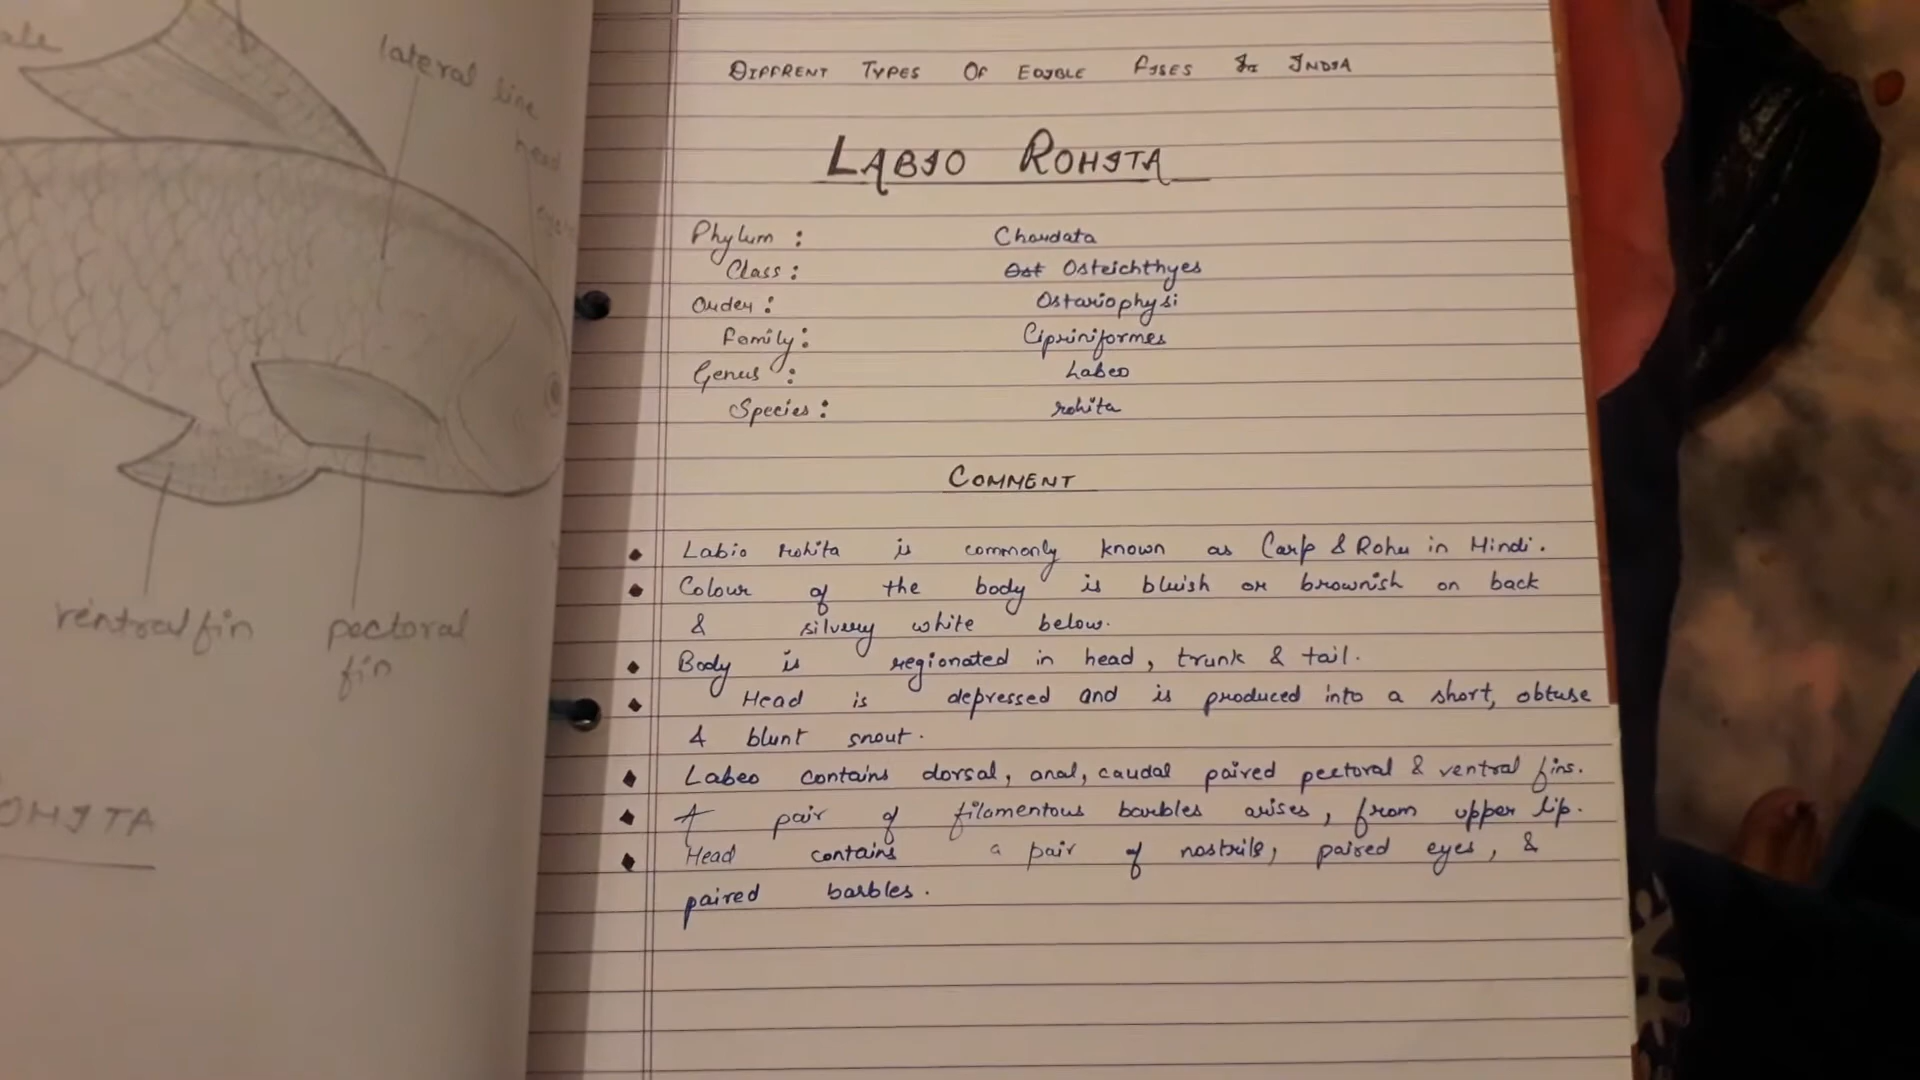 ale
lateral line
head
ventral fin
pectoral
fin
OHITA
DIFFRENT TYPES OF EDIBLE FISES IN INDIA
LABIO ROHITA
Phylum : Chordata
Class : Ost Osteichthyes
Order : Ostariophysi
Family : Cipriniformes
Genus : Labeo
Species : rohita
COMMENT
Labio rohita is commonly known as Carp & Rohu in Hindi.
Colour of the body is bluish or brownish on back
& silvery white below.
Body is regionated in head, trunk & tail.
Head is depressed and is produced into a short, obtuse
& blunt snout.
Labeo contains dorsal, anal, caudal paired pectoral & ventral fins.
A pair of filamentous barbles arises, from upper lip.
Head contains a pair of nostrils, paired eyes, &
paired barbles.